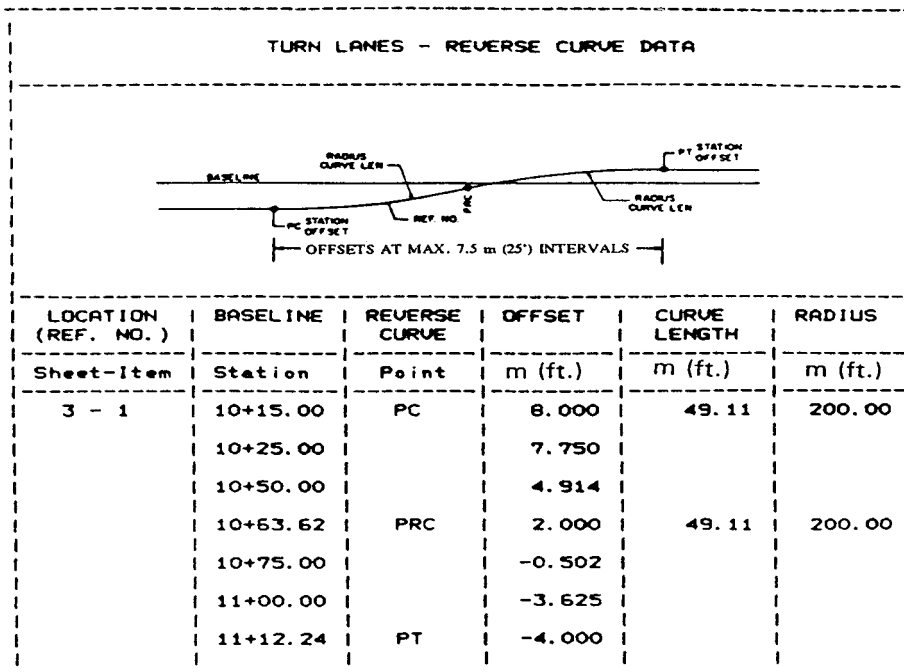 TURN LANES - REVERSE CURVE DATA
RADIUS
CURVE LEN
PT STATION
OFFSET
BASELINE
PRC
RADIUS
CURVE LEN
REF. NO.
PC STATION
OFFSET
OFFSETS AT MAX. 7.5 m (25') INTERVALS
LOCATION (REF. NO.) BASELINE REVERSE CURVE OFFSET CURVE LENGTH RADIUS
Sheet-Item Station Point m (ft.) m (ft.) m (ft.)
3 - 1 10+15.00 PC 8.000 49.11 200.00
10+25.00 7.750
10+50.00 4.914
10+63.62 PRC 2.000 49.11 200.00
10+75.00 -0.502
11+00.00 -3.625
11+12.24 PT -4.000